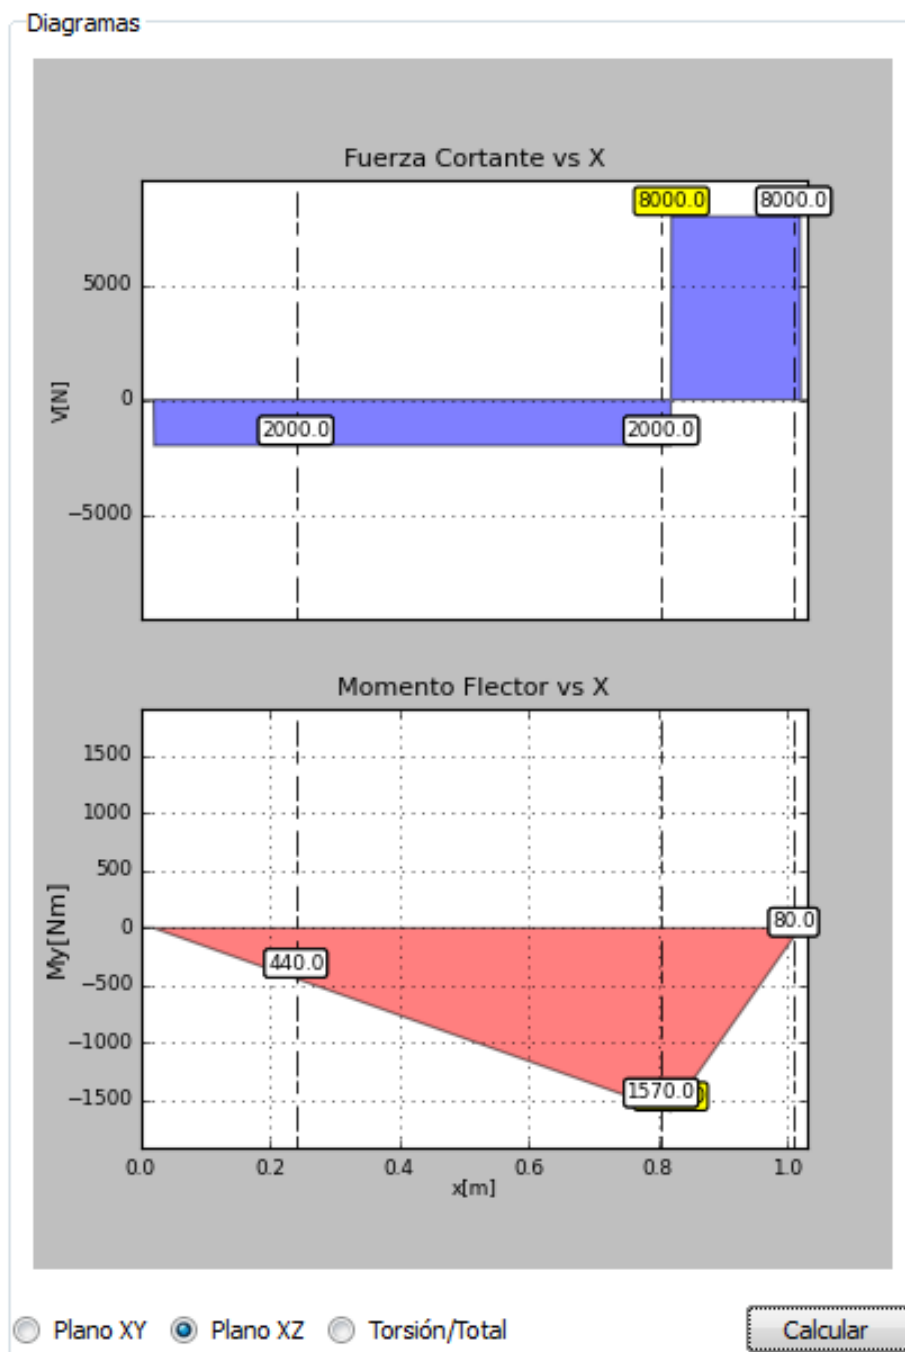 Diagramas
Fuerza Cortante vs X
8000.0 8000.0
5000
V[N]
0
2000.0 2000.0
−5000
Momento Flector vs X
1500
1000
500
My[Nm]
0
80.0
440.0
−500
−1000
1570.0
−1500
0.0 0.2 0.4 0.6 0.8 1.0
x[m]
Plano XY Plano XZ Torsión/Total Calcular